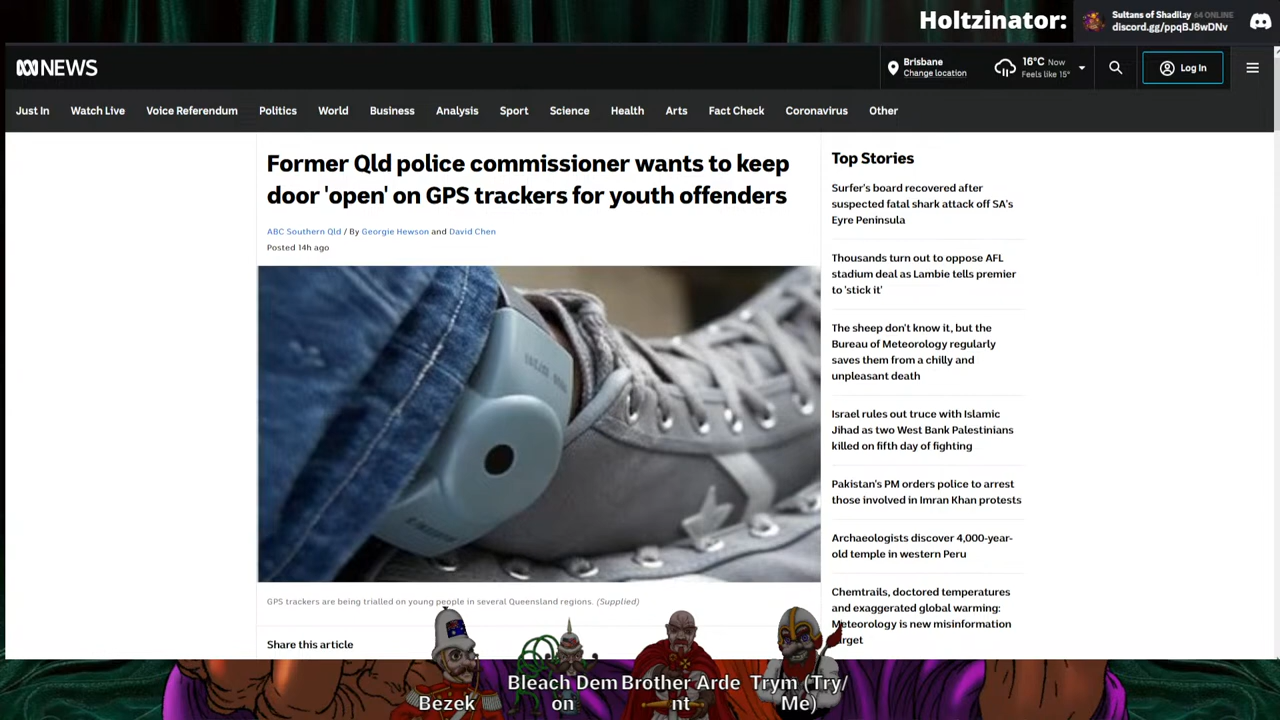 Holtzinator:
Sultans of Shadilay 64 ONLINE
discord.gg/ppqBJ8wDNv
NEWS
Brisbane
Change location
16°C Now
Feels like 15°
Log In
Just In Watch Live Voice Referendum Politics World Business Analysis Sport Science Health Arts Fact Check Coronavirus Other
Former Qld police commissioner wants to keep
door 'open' on GPS trackers for youth offenders
ABC Southern Qld / By Georgie Hewson and David Chen
Posted 14h ago
GPS trackers are being trialled on young people in several Queensland regions. (Supplied)
Share this article
Top Stories
Surfer's board recovered after
suspected fatal shark attack off SA's
Eyre Peninsula
Thousands turn out to oppose AFL
stadium deal as Lambie tells premier
to 'stick it'
The sheep don't know it, but the
Bureau of Meteorology regularly
saves them from a chilly and
unpleasant death
Israel rules out truce with Islamic
Jihad as two West Bank Palestinians
killed on fifth day of fighting
Pakistan's PM orders police to arrest
those involved in Imran Khan protests
Archaeologists discover 4,000-year-
old temple in western Peru
Chemtrails, doctored temperatures
and exaggerated global warming:
Meteorology is new misinformation
Bezek
Bleach Dem
on
Brother Arde
nt
Trym (Try/
Me)